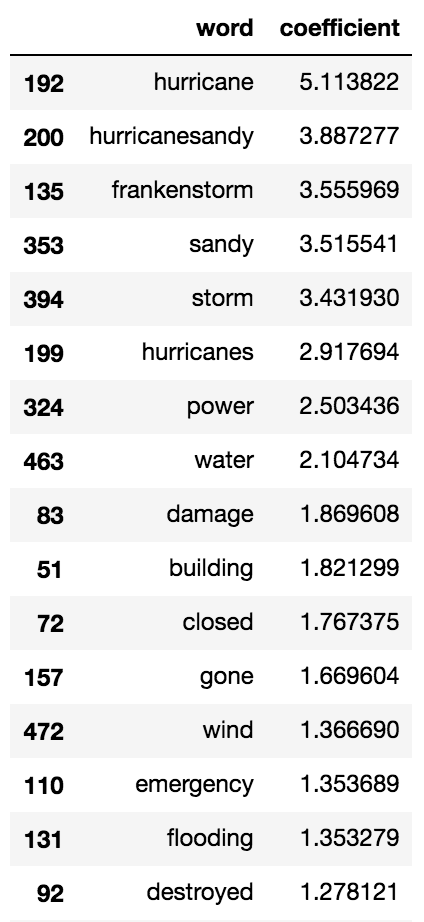 word coefficient
192 hurricane 5.113822
200 hurricanesandy 3.887277
135 frankenstorm 3.555969
353 sandy 3.515541
394 storm 3.431930
199 hurricanes 2.917694
324 power 2.503436
463 water 2.104734
83 damage 1.869608
51 building 1.821299
72 closed 1.767375
157 gone 1.669604
472 wind 1.366690
110 emergency 1.353689
131 flooding 1.353279
92 destroyed 1.278121